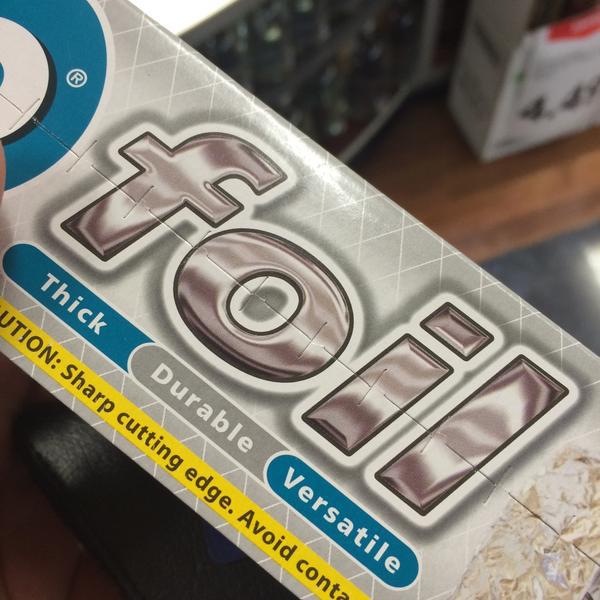 ®
foil
Thick
Durable
Versatile
UTION: Sharp cutting edge. Avoid conta